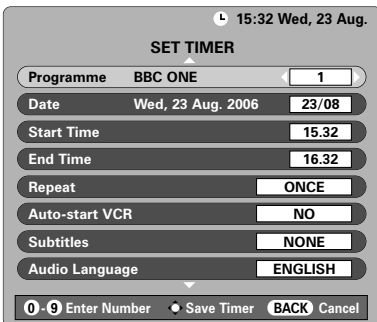 15:32 Wed, 23 Aug.
SET TIMER
Programme BBC ONE 1
Date Wed, 23 Aug. 2006 23/08
Start Time 15.32
End Time 16.32
Repeat ONCE
Auto-start VCR NO
Subtitles NONE
Audio Language ENGLISH
0 - 9 Enter Number Save Timer BACK Cancel